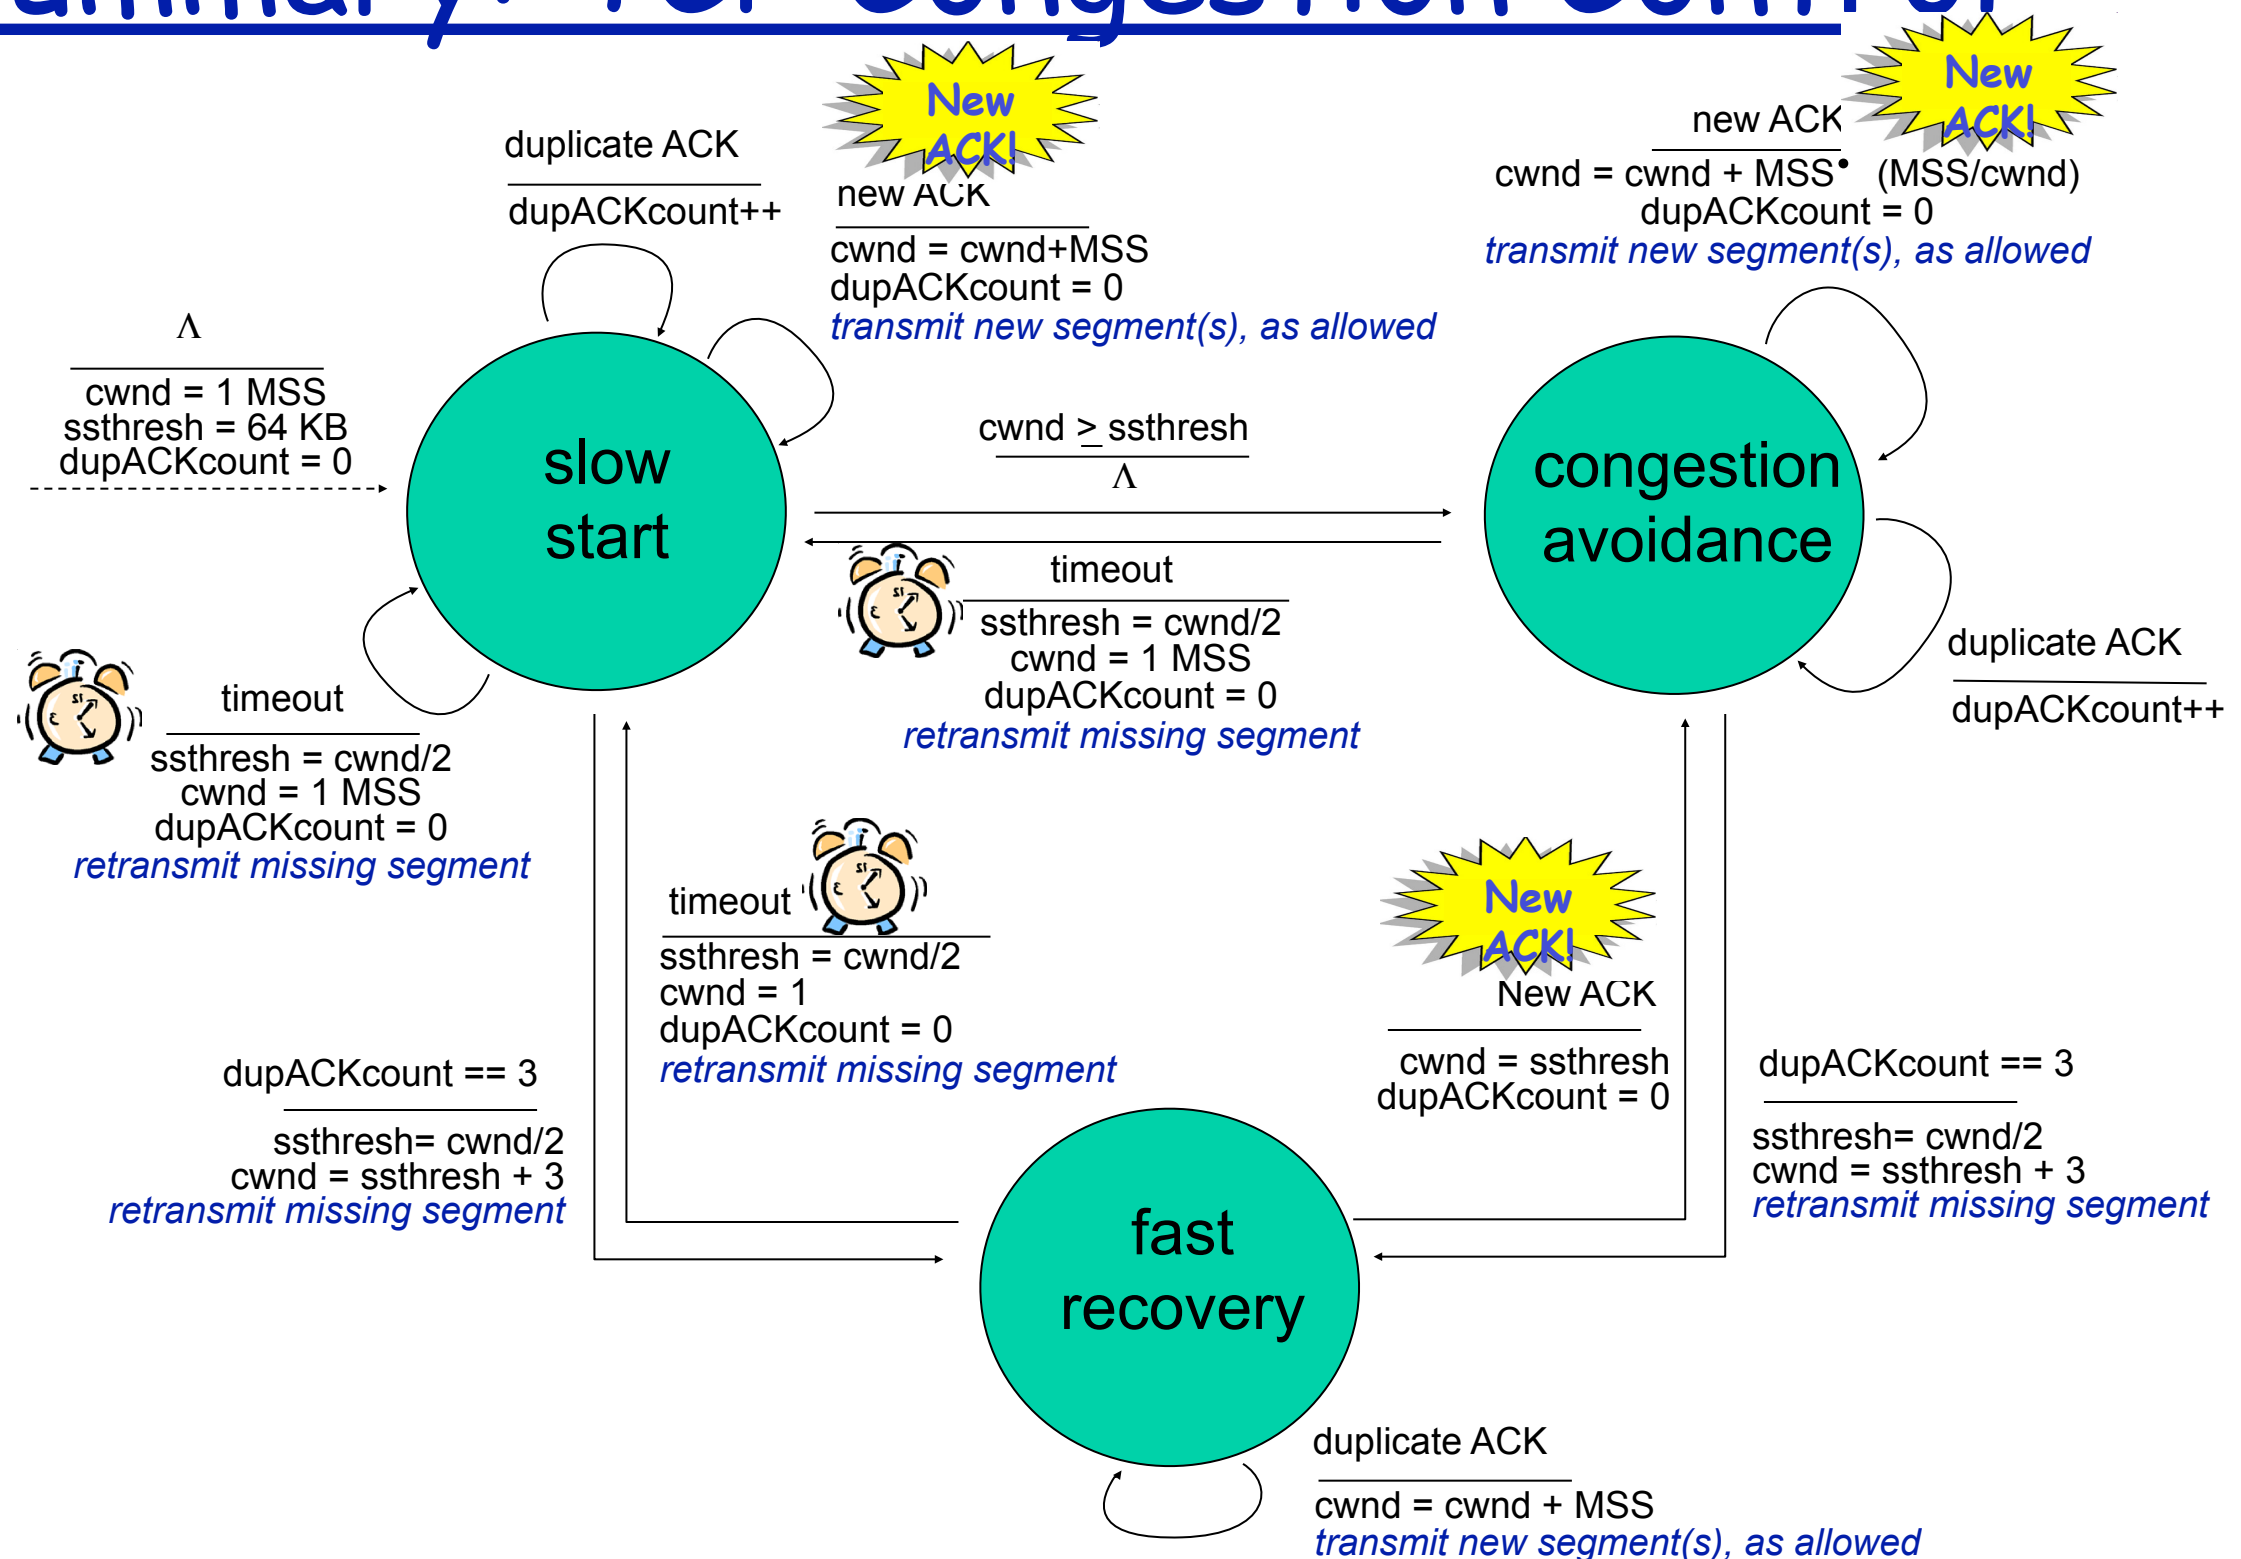 Congestion Control
New
ACK!
New
ACK!
duplicate ACK
dupACKcount++
new ACK
cwnd = cwnd+MSS
dupACKcount = 0
transmit new segment(s), as allowed
new ACK
cwnd = cwnd + MSS• (MSS/cwnd)
dupACKcount = 0
transmit new segment(s), as allowed
Λ
cwnd = 1 MSS
ssthresh = 64 KB
dupACKcount = 0
slow
start
cwnd ≥ ssthresh
Λ
congestion
avoidance
timeout
ssthresh = cwnd/2
cwnd = 1 MSS
dupACKcount = 0
retransmit missing segment
duplicate ACK
dupACKcount++
timeout
ssthresh = cwnd/2
cwnd = 1 MSS
dupACKcount = 0
retransmit missing segment
timeout
ssthresh = cwnd/2
cwnd = 1
dupACKcount = 0
retransmit missing segment
New
ACK!
New ACK
cwnd = ssthresh
dupACKcount = 0
dupACKcount == 3
ssthresh= cwnd/2
cwnd = ssthresh + 3
retransmit missing segment
dupACKcount == 3
ssthresh= cwnd/2
cwnd = ssthresh + 3
retransmit missing segment
fast
recovery
duplicate ACK
cwnd = cwnd + MSS
transmit new segment(s), as allowed